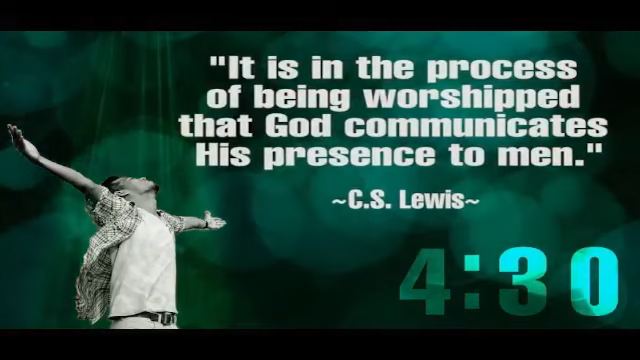 "It is in the process
of being worshipped
that God communicates
His presence to men."
~C.S. Lewis~
4:30